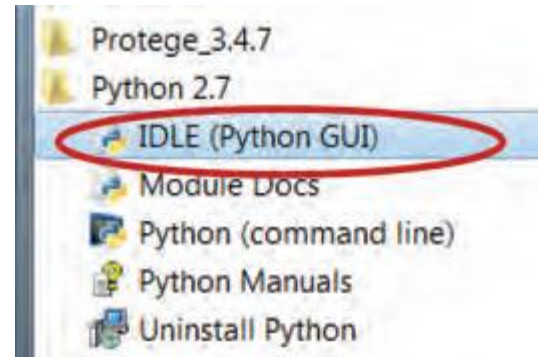 Protege_3.4.7
Python 2.7
IDLE (Python GUI)
Module Docs
Python (command line)
Python Manuals
Uninstall Python